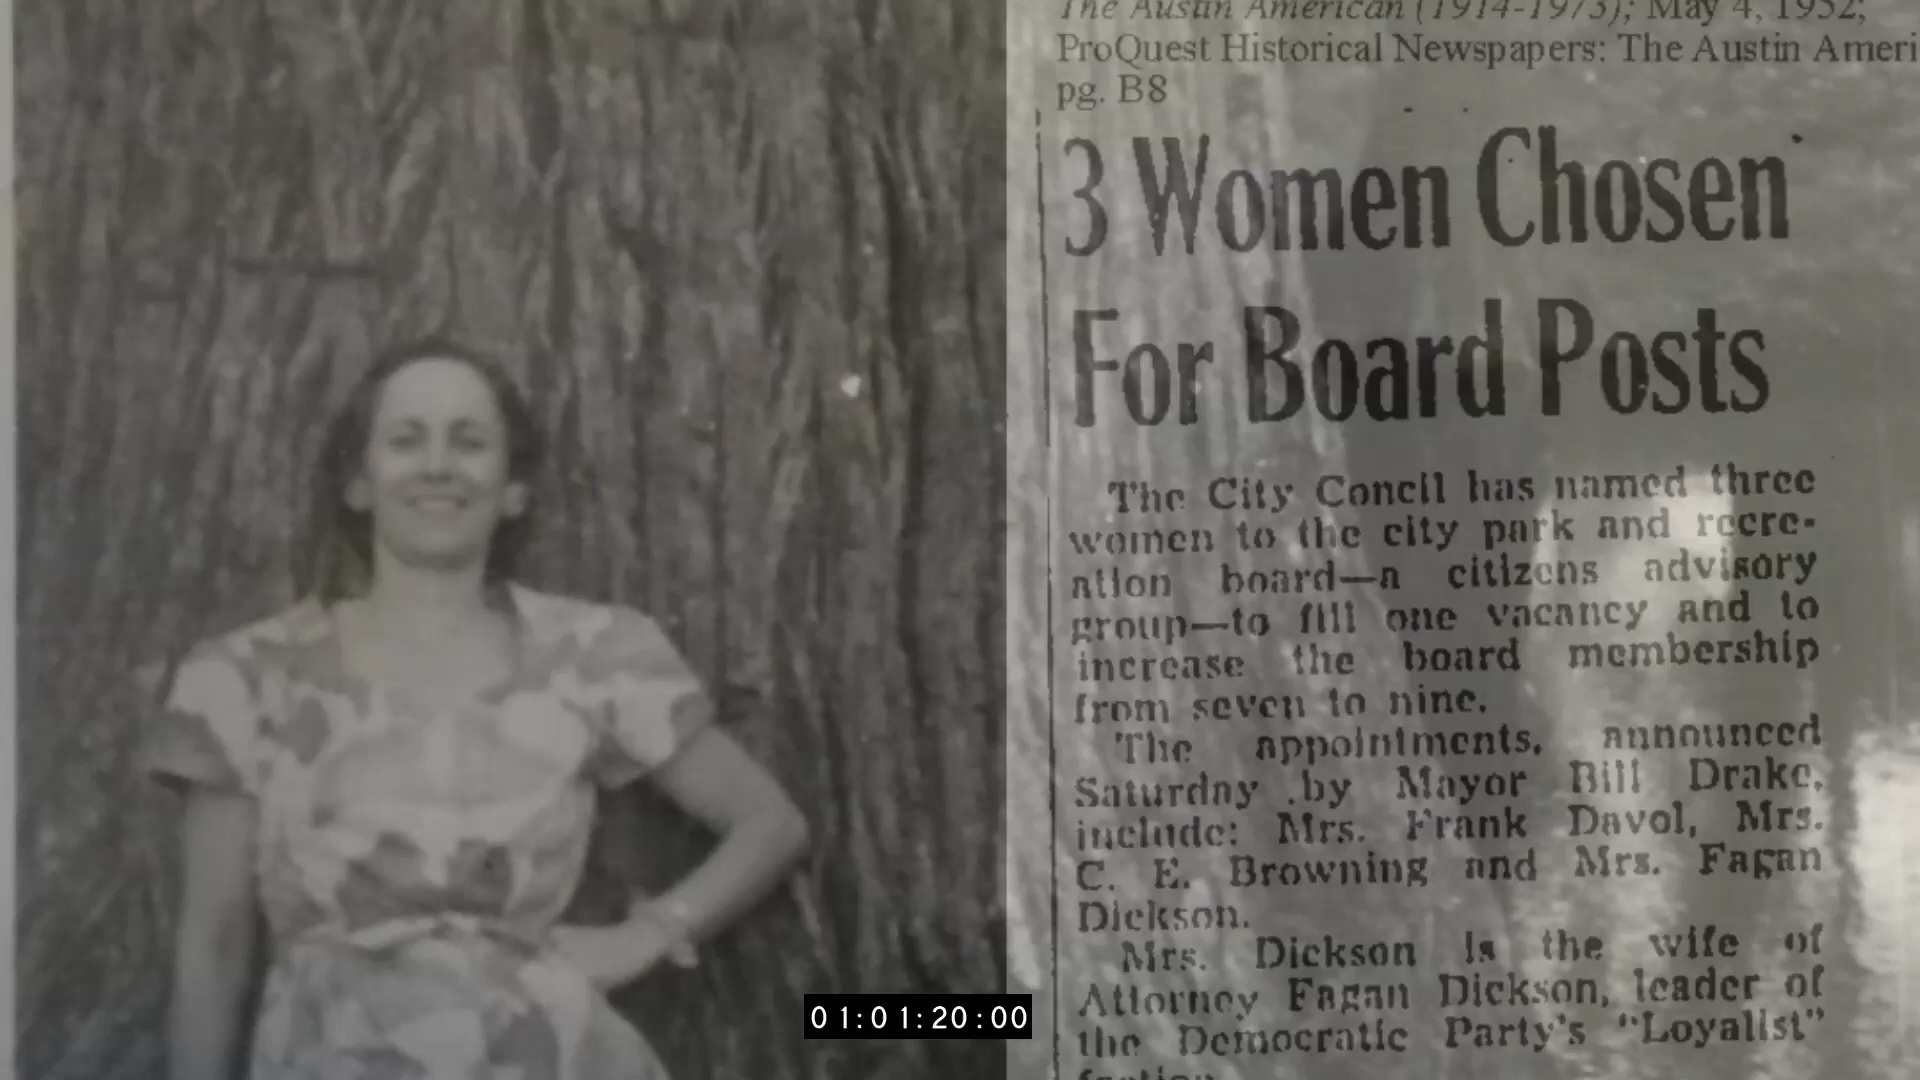 The Austin American (1914-1973); May 4, 1952;
ProQuest Historical Newspapers: The Austin Ameri
pg. B8
3 Women Chosen
For Board Posts
The City Concil has named three
women to the city park and recre-
ation board—a citizens advisory
group—to fill one vacancy and to
increase the board membership
from seven to nine.
The appointments, announced
Saturday by Mayor Bill Drake,
include: Mrs. Frank Davol, Mrs.
C. E. Browning and Mrs. Fagan
Dickson.
Mrs. Dickson is the wife of
Attorney Fagan Dickson, leader of
the Democratic Party's "Loyalist"
faction.
01:01:20:00